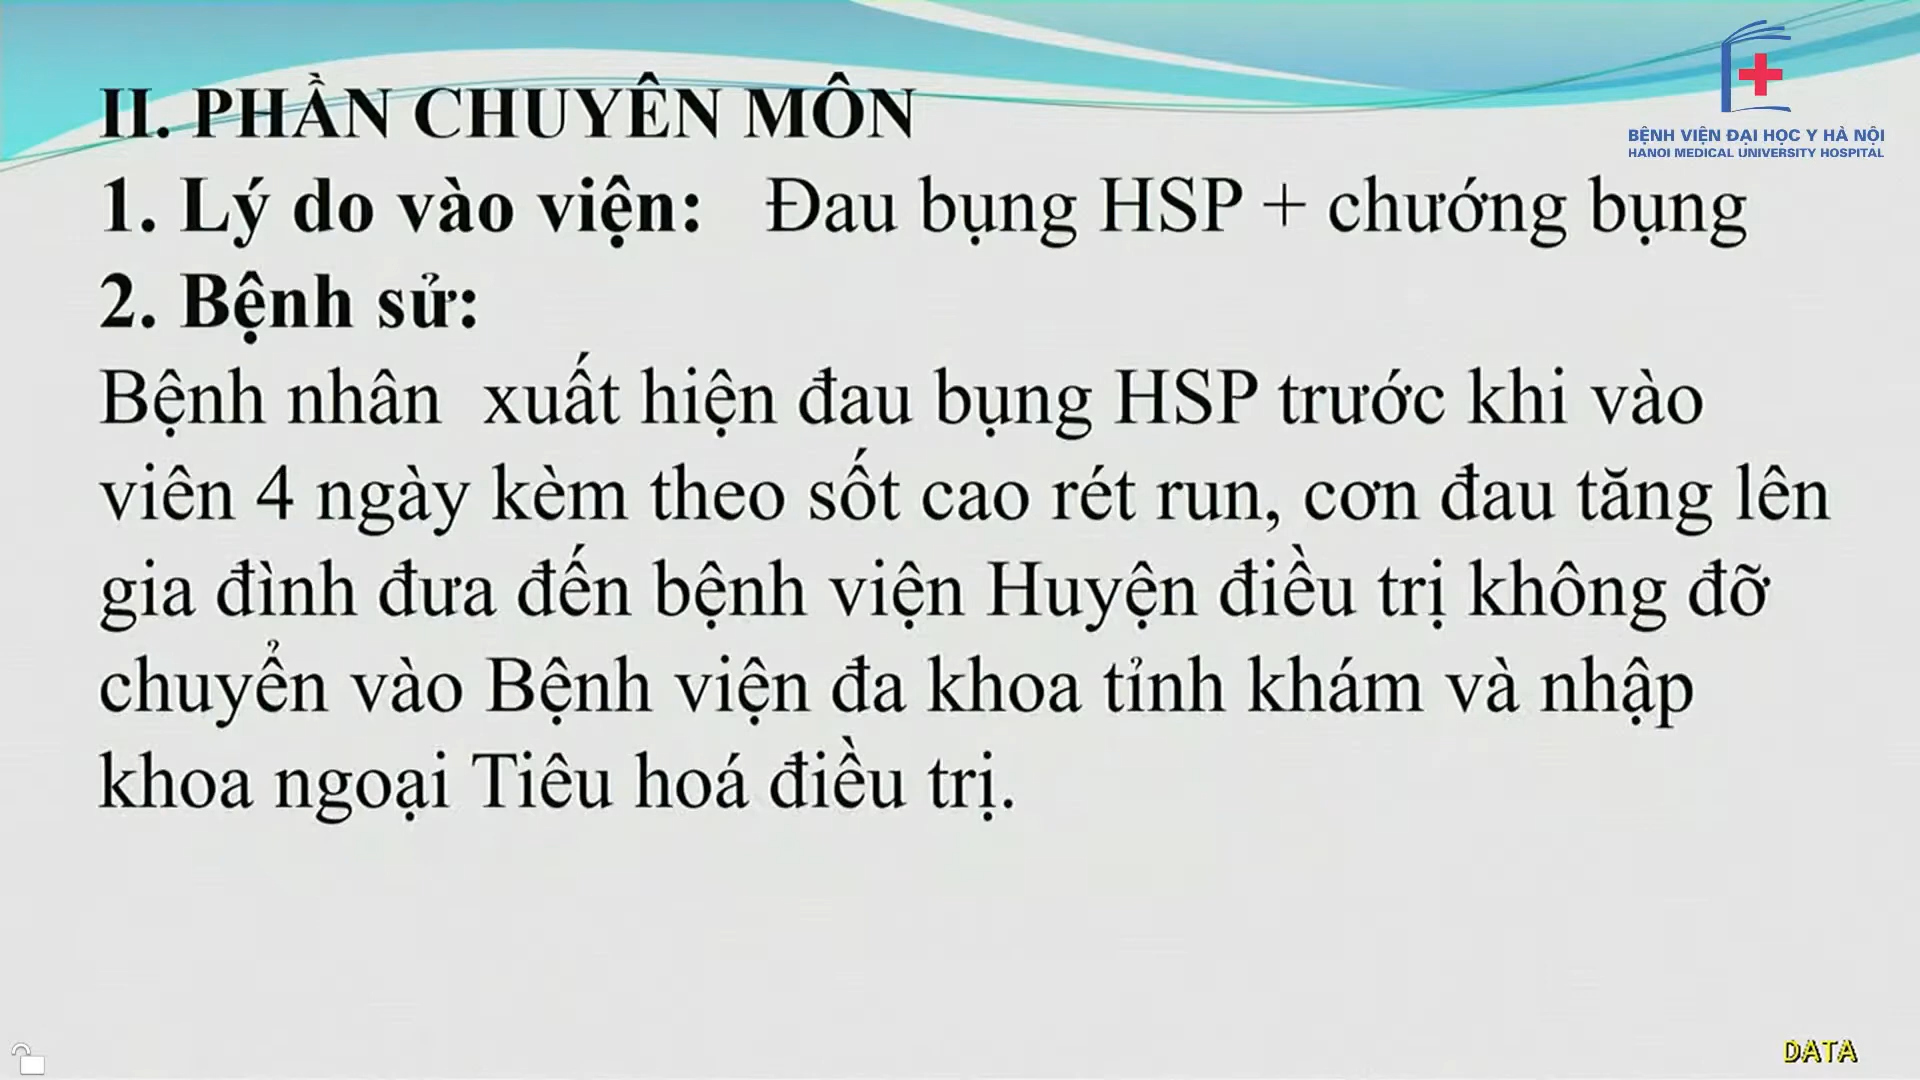 II. PHẦN CHUYÊN MÔN
BỆNH VIỆN ĐẠI HỌC Y HÀ NỘI
HANOI MEDICAL UNIVERSITY HOSPITAL
1. Lý do vào viện: Đau bụng HSP + chướng bụng
2. Bệnh sử:
Bệnh nhân xuất hiện đau bụng HSP trước khi vào
viên 4 ngày kèm theo sốt cao rét run, cơn đau tăng lên
gia đình đưa đến bệnh viện Huyện điều trị không đỡ
chuyển vào Bệnh viện đa khoa tỉnh khám và nhập
khoa ngoại Tiêu hoá điều trị.
DATA